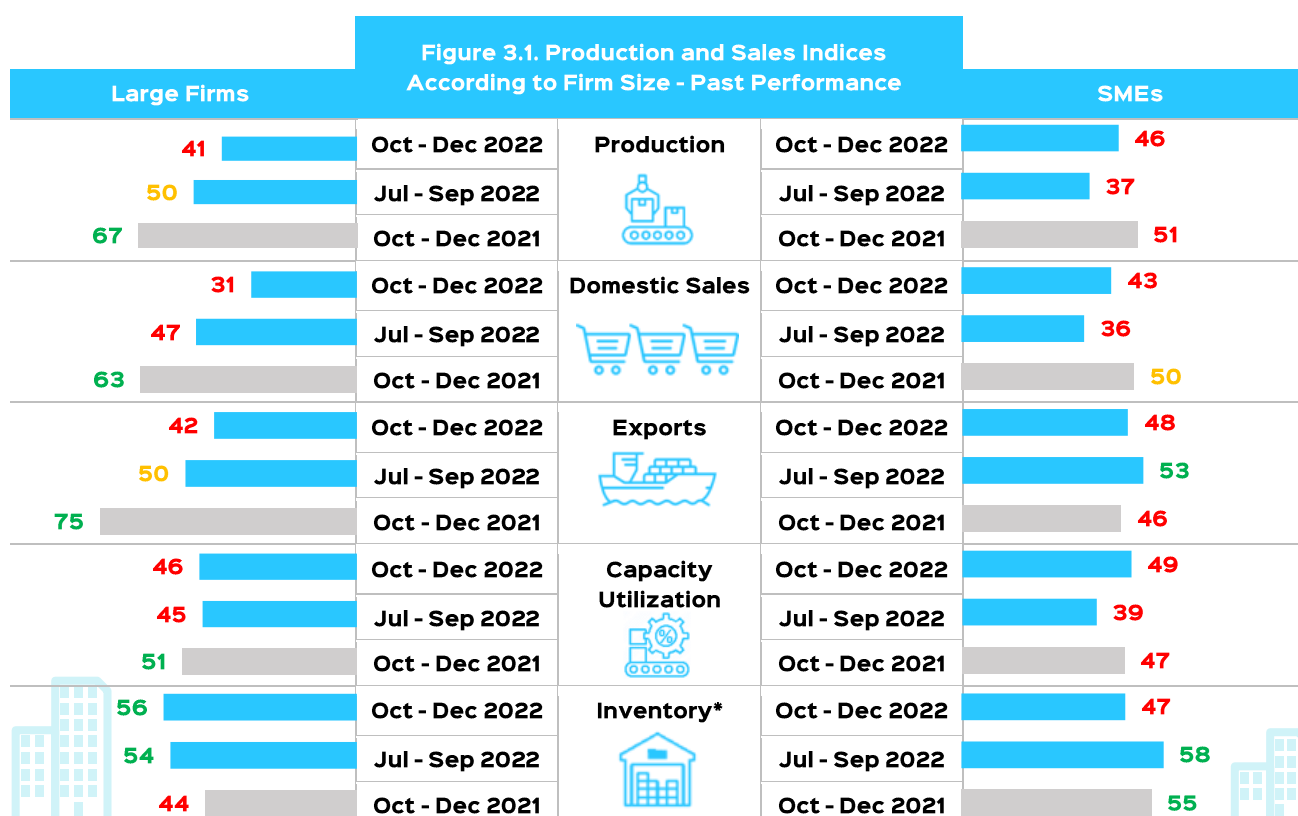 Figure 3.1. Production and Sales Indices
According to Firm Size - Past Performance
Large Firms
SMEs
41 Oct - Dec 2022 Production Oct - Dec 2022 46
50 Jul - Sep 2022 Jul - Sep 2022 37
67 Oct - Dec 2021 Oct - Dec 2021 51
31 Oct - Dec 2022 Domestic Sales Oct - Dec 2022 43
47 Jul - Sep 2022 Jul - Sep 2022 36
63 Oct - Dec 2021 Oct - Dec 2021 50
42 Oct - Dec 2022 Exports Oct - Dec 2022 48
50 Jul - Sep 2022 Jul - Sep 2022 53
75 Oct - Dec 2021 Oct - Dec 2021 46
46 Oct - Dec 2022 Capacity Oct - Dec 2022 49
Utilization
45 Jul - Sep 2022 Jul - Sep 2022 39
%
51 Oct - Dec 2021 Oct - Dec 2021 47
56 Oct - Dec 2022 Inventory* Oct - Dec 2022 47
54 Jul - Sep 2022 Jul - Sep 2022 58
44 Oct - Dec 2021 Oct - Dec 2021 55